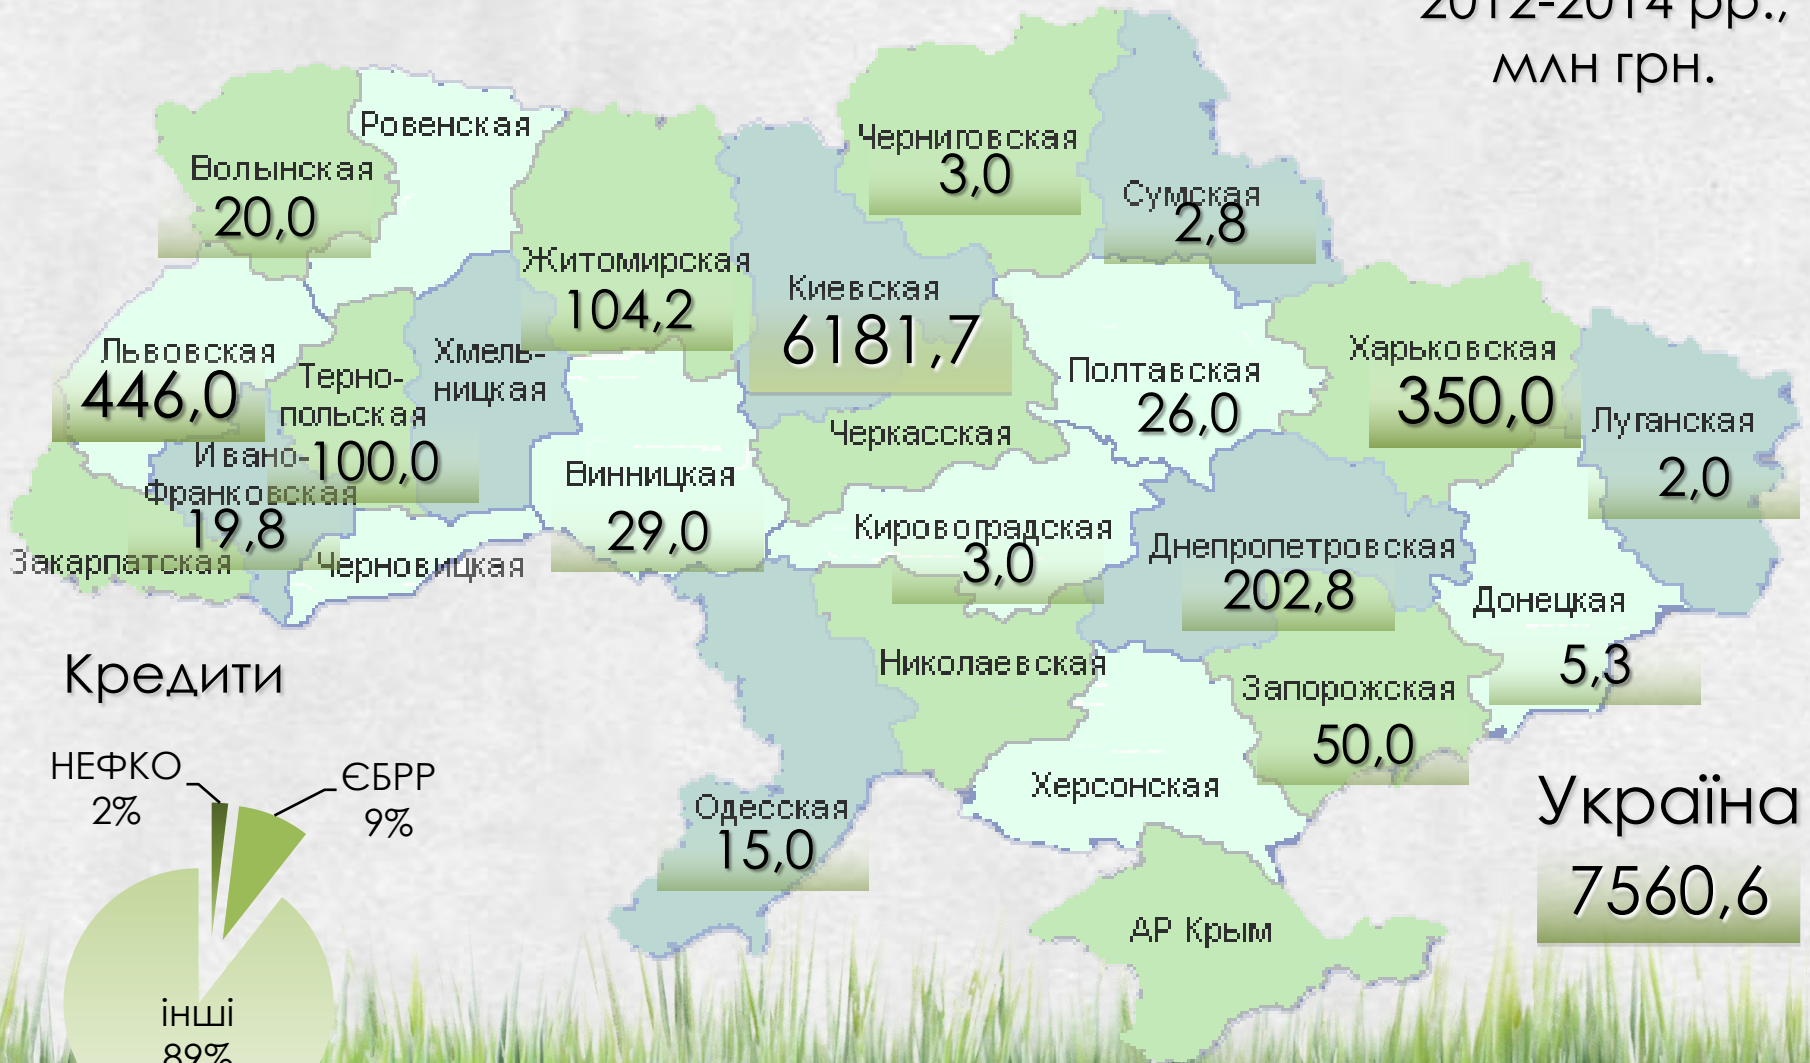 2012-2014 рр.,
млн грн.
Ровенская
Волынская
20,0
Черниговская
3,0
Сумская
2,8
Житомирская
104,2
Киевская
6181,7
Львовская
446,0
Терно-
польская
100,0
Хмель-
ницкая
Полтавская
26,0
Харьковская
350,0
Луганская
2,0
Черкасская
Ивано-
Франковская
19,8
Винницкая
29,0
Кировоградская
3,0
Днепропетровская
202,8
Закарпатская
Черновицкая
Донецкая
5,3
Николаевская
Запорожская
50,0
Херсонская
Одесская
15,0
АР Крым
Кредити
НЕФКО
2%
ЄБРР
9%
інші
89%
Україна
7560,6